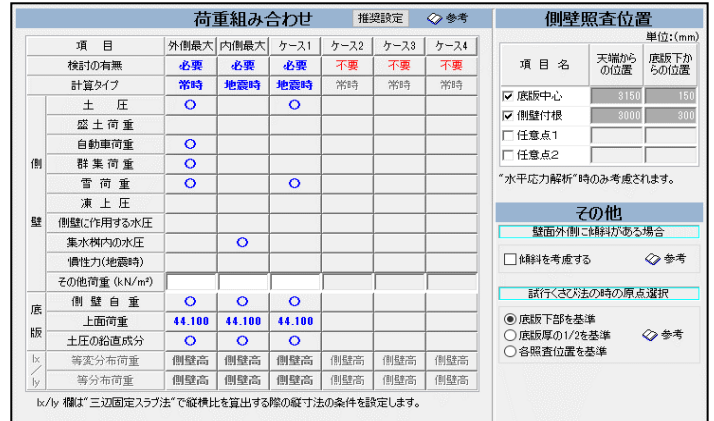 荷重組み合わせ 推奨設定 参考
項 目 外側最大 内側最大 ケース1 ケース2 ケース3 ケース4
検討の有無 必要 必要 必要 不要 不要 不要
計算タイプ 常時 地震時 地震時 常時 常時 常時
側壁
土 圧 ○ ○
盛土荷重
自動車荷重 ○
群集荷重 ○
雪荷重 ○ ○
凍上圧
側壁に作用する水圧
集水桝内の水圧 ○
慣性力(地震時)
その他荷重 (kN/m²)
底版
側壁自重 ○ ○ ○
上面荷重 44.100 44.100 44.100
土圧の鉛直成分 ○ ○ ○
lx/ly
等変分布荷重 側壁高 側壁高 側壁高 側壁高 側壁高 側壁高
等分布荷重 側壁高 側壁高 側壁高 側壁高 側壁高 側壁高
lx/ly 欄は“三辺固定スラブ法”で縦横比を算出する際の縦寸法の条件を設定します。
側壁照査位置
単位:(mm)
項 目 名 天端からの位置 底版下からの位置
底版中心 3150 150
側壁付根 3000 300
任意点1
任意点2
“水平応力解析”時のみ考慮されます。
その他
壁面外側に傾斜がある場合
傾斜を考慮する 参考
試行くさび法の時の原点選択
底版下部を基準
底版厚の1/2を基準 参考
各照査位置を基準